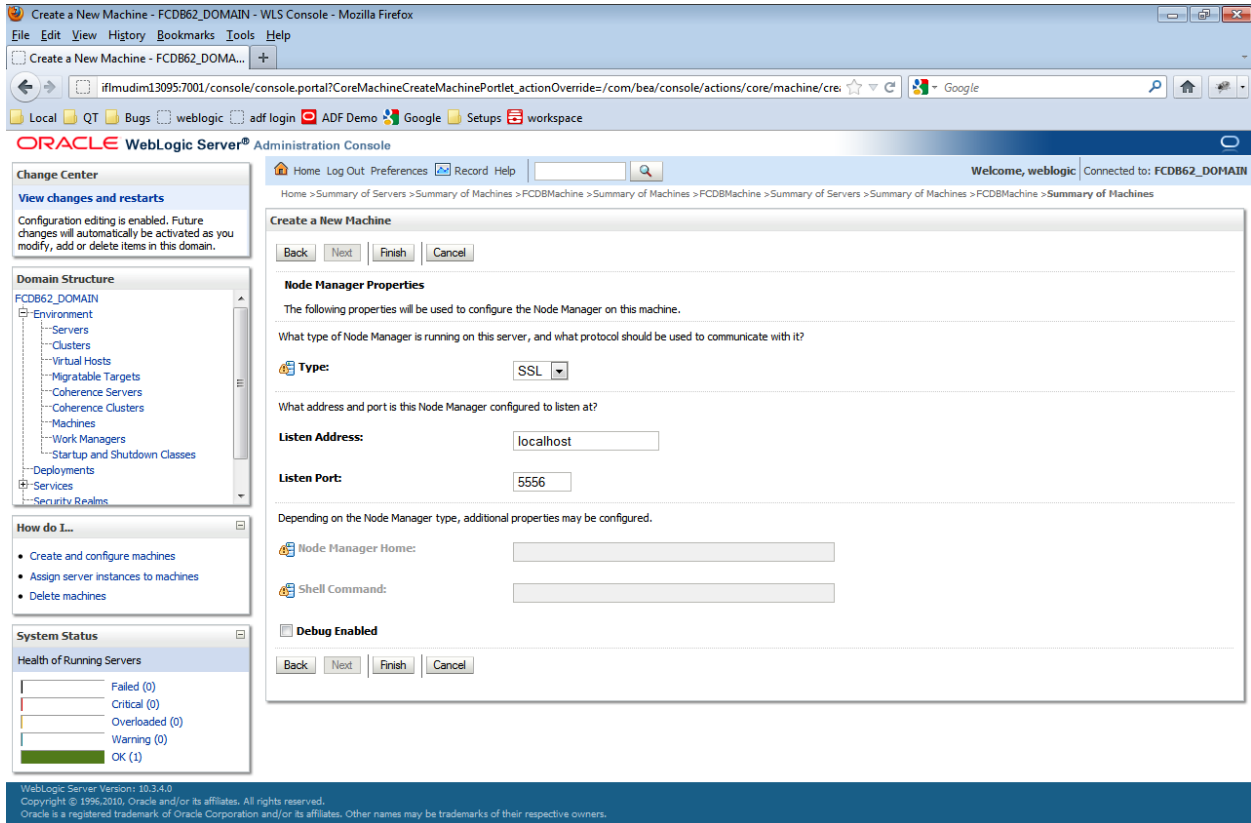 Create a New Machine - FCDB62_DOMAIN - WLS Console - Mozilla Firefox
File Edit View History Bookmarks Tools Help
Create a New Machine - FCDB62_DOMA... +
iflmudim13095:7001/console/console.portal?CoreMachineCreateMachinePortlet_actionOverride=/com/bea/console/actions/core/machine/cre Google
Local QT Bugs weblogic adf login ADF Demo Google Setups workspace
ORACLE WebLogic Server® Administration Console
Change Center
View changes and restarts
Configuration editing is enabled. Future
changes will automatically be activated as you
modify, add or delete items in this domain.
Domain Structure
FCDB62_DOMAIN
Environment
Servers
Clusters
Virtual Hosts
Migratable Targets
Coherence Servers
Coherence Clusters
Machines
Work Managers
Startup and Shutdown Classes
Deployments
Services
Security Realms
How do I...
Create and configure machines
Assign server instances to machines
Delete machines
System Status
Health of Running Servers
Failed (0)
Critical (0)
Overloaded (0)
Warning (0)
OK (1)
Home Log Out Preferences Record Help
Welcome, weblogic Connected to: FCDB62_DOMAIN
Home >Summary of Servers >Summary of Machines >FCDBMachine >Summary of Machines >FCDBMachine >Summary of Servers >Summary of Machines >FCDBMachine >Summary of Machines
Create a New Machine
Back Next Finish Cancel
Node Manager Properties
The following properties will be used to configure the Node Manager on this machine.
What type of Node Manager is running on this server, and what protocol should be used to communicate with it?
Type: SSL
What address and port is this Node Manager configured to listen at?
Listen Address: localhost
Listen Port: 5556
Depending on the Node Manager type, additional properties may be configured.
Node Manager Home:
Shell Command:
Debug Enabled
Back Next Finish Cancel
WebLogic Server Version: 10.3.4.0
Copyright © 1996,2010, Oracle and/or its affiliates. All rights reserved.
Oracle is a registered trademark of Oracle Corporation and/or its affiliates. Other names may be trademarks of their respective owners.